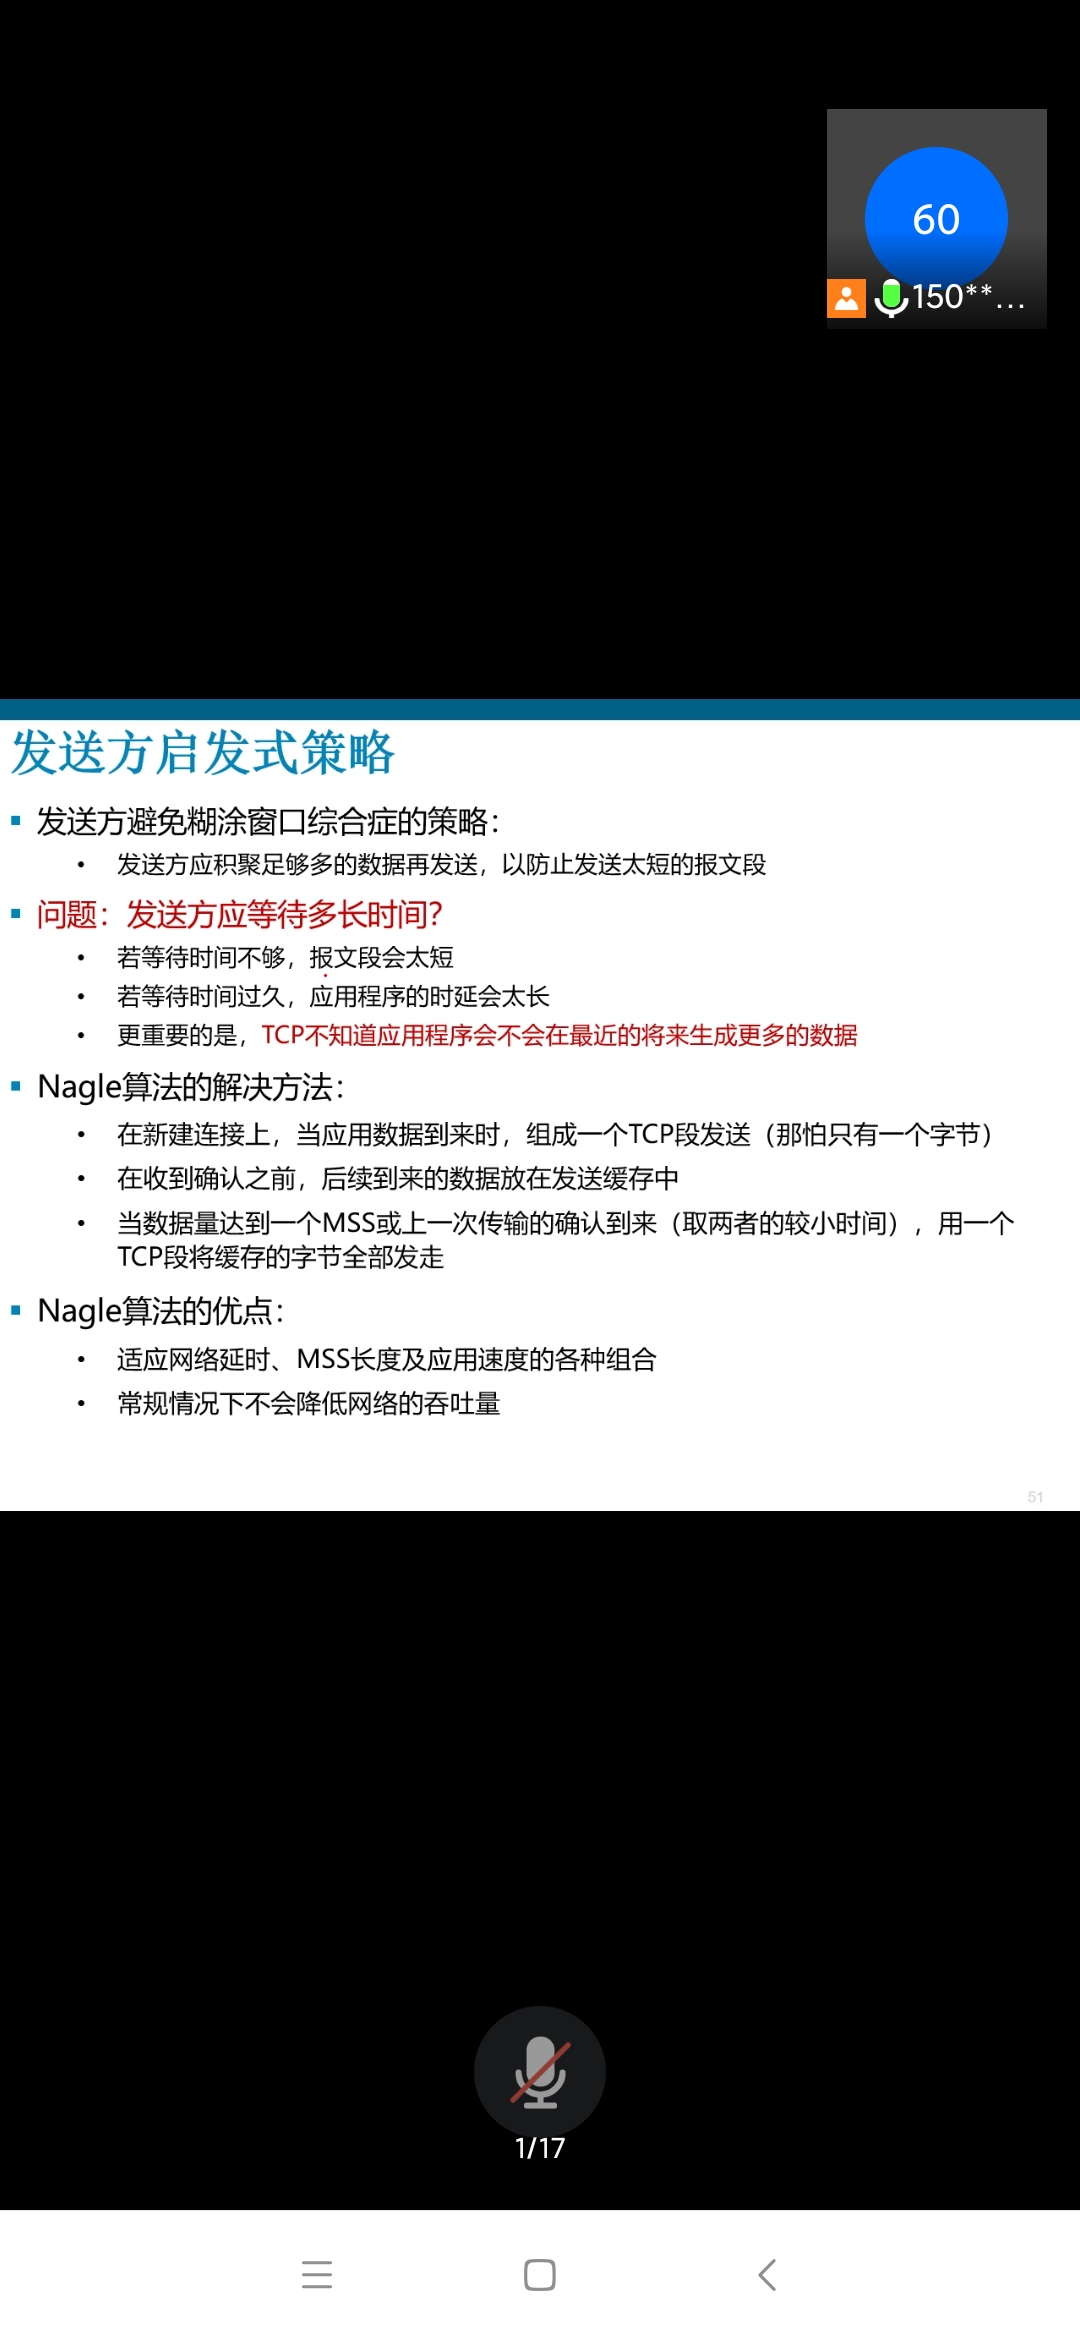 60
150**...
发送方启发式策略
发送方避免糊涂窗口综合症的策略：
发送方应积聚足够多的数据再发送，以防止发送太短的报文段
问题：发送方应等待多长时间？
若等待时间不够，报文段会太短
若等待时间过久，应用程序的时延会太长
更重要的是，TCP不知道应用程序会不会在最近的将来生成更多的数据
Nagle算法的解决方法：
在新建连接上，当应用数据到来时，组成一个TCP段发送（那怕只有一个字节）
在收到确认之前，后续到来的数据放在发送缓存中
当数据量达到一个MSS或上一次传输的确认到来（取两者的较小时间），用一个
TCP段将缓存的字节全部发走
Nagle算法的优点：
适应网络延时、MSS长度及应用速度的各种组合
常规情况下不会降低网络的吞吐量
51
1/17